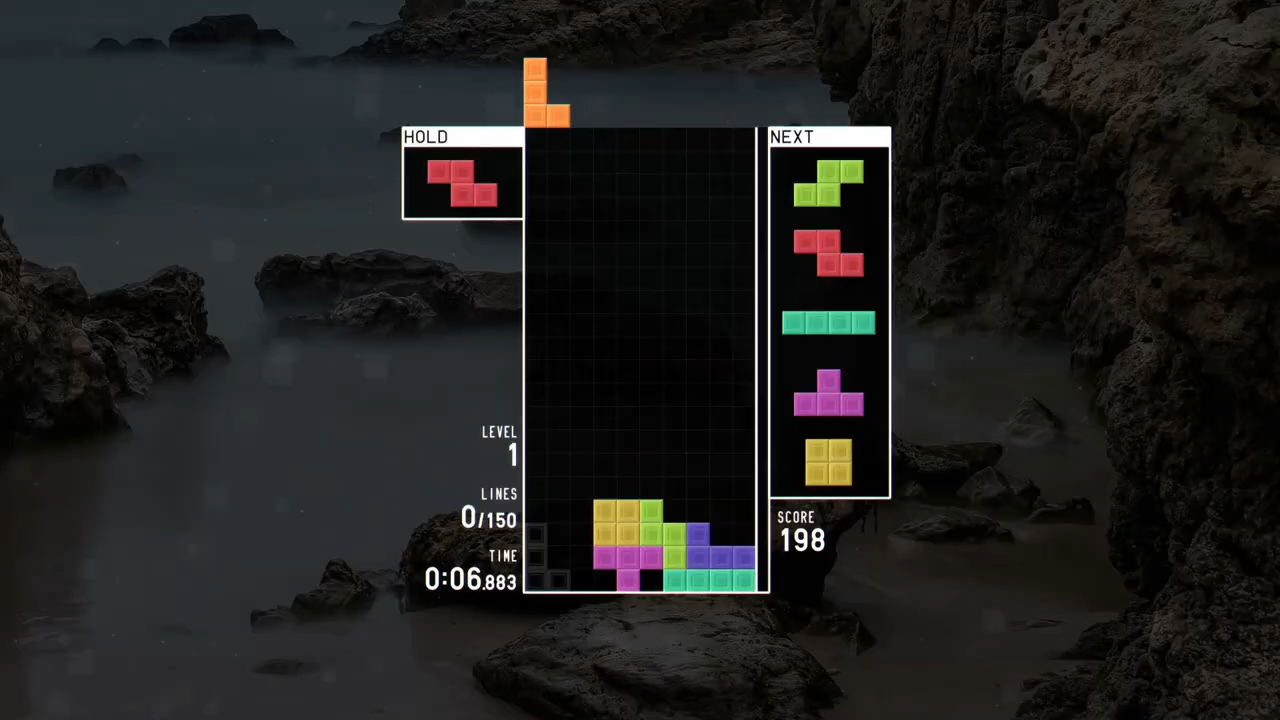 HOLD
NEXT
LEVEL
1
LINES
0/150
TIME
0:06.883
SCORE
198